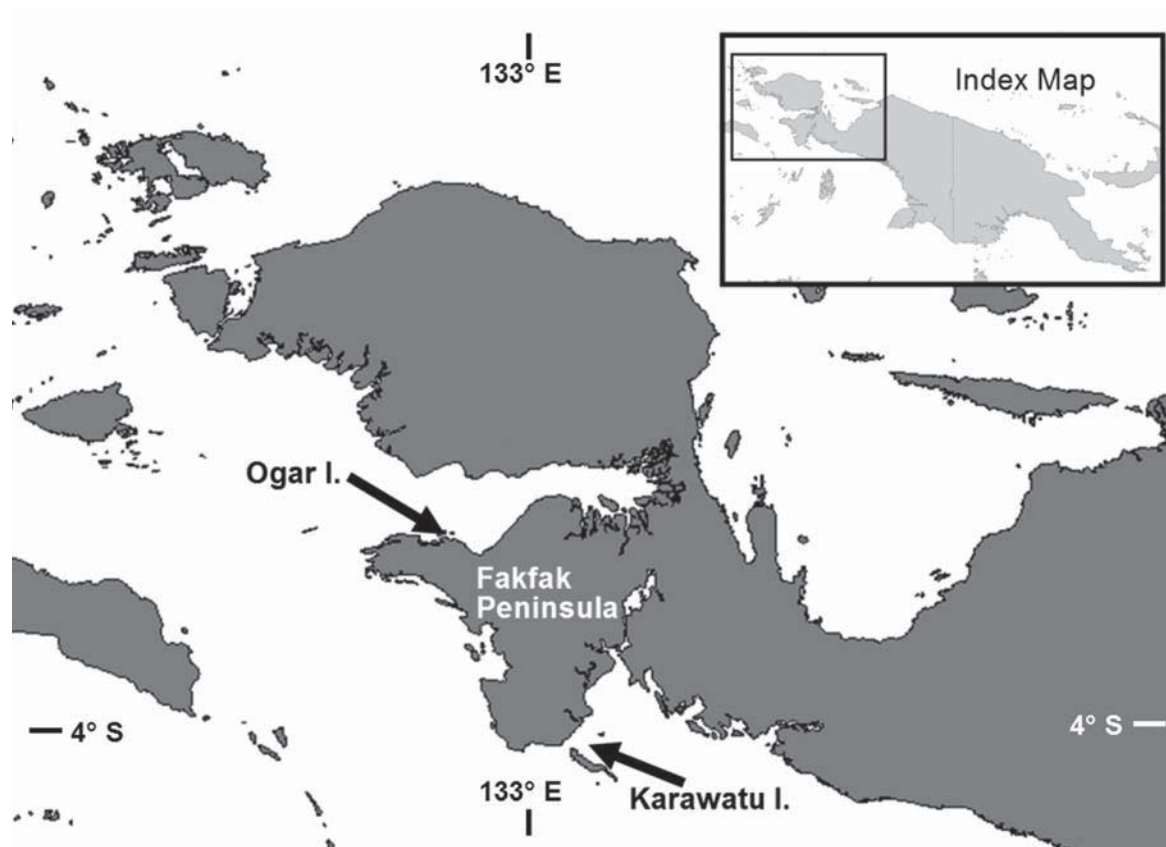 133° E
Index Map
Ogar I.
Fakfak
Peninsula
4° S
4° S
133° E
Karawatu I.